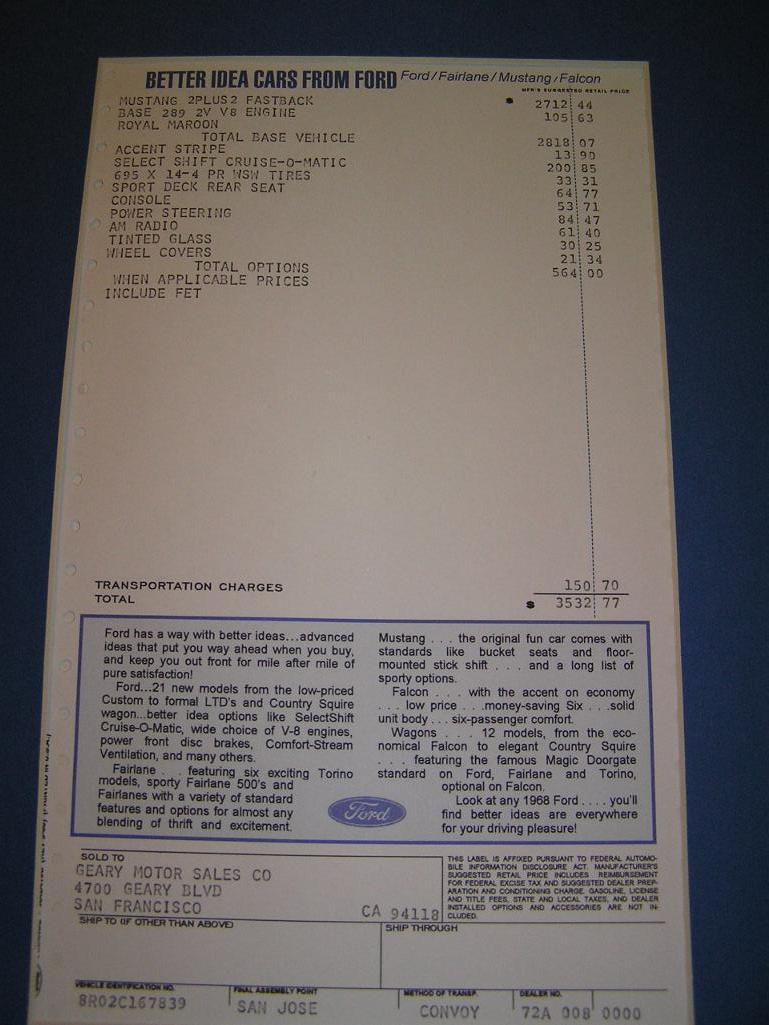 BETTER IDEA CARS FROM FORD Ford/Fairlane/Mustang/Falcon
MFR'S SUGGESTED RETAIL PRICE
MUSTANG 2PLUS2 FASTBACK $ 2712 44
BASE 289 2V V8 ENGINE 105 63
ROYAL MAROON
TOTAL BASE VEHICLE 2818 07
ACCENT STRIPE 13 90
SELECT SHIFT CRUISE-O-MATIC 200 85
695 X 14-4 PR WSW TIRES 33 31
SPORT DECK REAR SEAT 64 77
CONSOLE 53 71
POWER STEERING 84 47
AM RADIO 61 40
TINTED GLASS 30 25
WHEEL COVERS 21 34
TOTAL OPTIONS 564 00
WHEN APPLICABLE PRICES
INCLUDE FET
TRANSPORTATION CHARGES 150 70
TOTAL $ 3532 77
Ford has a way with better ideas...advanced
ideas that put you way ahead when you buy,
and keep you out front for mile after mile of
pure satisfaction!
Ford...21 new models from the low-priced
Custom to formal LTD's and Country Squire
wagon...better idea options like SelectShift
Cruise-O-Matic, wide choice of V-8 engines,
power front disc brakes, Comfort-Stream
Ventilation, and many others.
Fairlane . . featuring six exciting Torino
models, sporty Fairlane 500's and
Fairlanes with a variety of standard
features and options for almost any
blending of thrift and excitement.
Mustang . . . the original fun car comes with
standards like bucket seats and floor-
mounted stick shift . . . and a long list of
sporty options.
Falcon . . . with the accent on economy
. . . low price . . .money-saving Six . . .solid
unit body . . . six-passenger comfort.
Wagons . . . 12 models, from the eco-
nomical Falcon to elegant Country Squire
. . . featuring the famous Magic Doorgate
standard on Ford, Fairlane and Torino,
optional on Falcon.
Look at any 1968 Ford . . . . you'll
find better ideas are everywhere
for your driving pleasure!
Ford
SOLD TO
GEARY MOTOR SALES CO
4700 GEARY BLVD
SAN FRANCISCO CA 94118
THIS LABEL IS AFFIXED PURSUANT TO FEDERAL AUTOMO-
BILE INFORMATION DISCLOSURE ACT. MANUFACTURER'S
SUGGESTED RETAIL PRICE INCLUDES REIMBURSEMENT
FOR FEDERAL EXCISE TAX AND SUGGESTED DEALER PREP-
ARATION AND CONDITIONING CHARGE. GASOLINE, LICENSE
AND TITLE FEES, STATE AND LOCAL TAXES, AND DEALER
INSTALLED OPTIONS AND ACCESSORIES ARE NOT IN-
CLUDED.
SHIP TO (IF OTHER THAN ABOVE)
SHIP THROUGH
VEHICLE IDENTIFICATION NO. FINAL ASSEMBLY POINT METHOD OF TRANSP. DEALER NO.
8R02C167839 SAN JOSE CONVOY 72A 008 0000